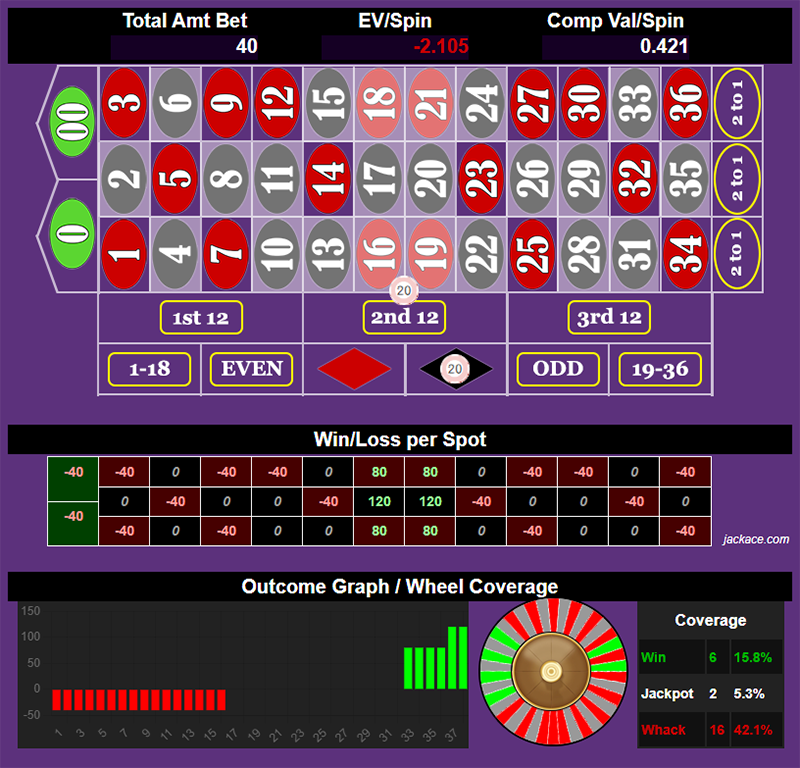 Total Amt Bet EV/Spin Comp Val/Spin
40 -2.105 0.421
00 3 6 9 12 15 18 21 24 27 30 33 36 2 to 1
2 5 8 11 14 17 20 23 26 29 32 35 2 to 1
0 1 4 7 10 13 16 19 22 25 28 31 34 2 to 1
20
1st 12 2nd 12 3rd 12
1-18 EVEN 20 ODD 19-36
Win/Loss per Spot
-40 -40 0 -40 -40 0 80 80 0 -40 -40 0 -40
0 -40 0 0 -40 120 120 -40 0 0 -40 0
-40 -40 0 -40 0 0 80 80 0 -40 0 0 -40
jackace.com
Outcome Graph / Wheel Coverage
150
100
50
0
-50
1 3 5 7 9 11 13 15 17 19 21 23 25 27 29 31 33 35 37
Coverage
Win 6 15.8%
Jackpot 2 5.3%
Whack 16 42.1%